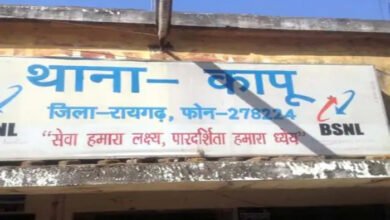 थाना- कापू
जिला-रायगढ़, फोन-278224
NL
BSNL
"सेवा हमारा लक्ष्य, पारदर्शिता हमारा ध्येय"